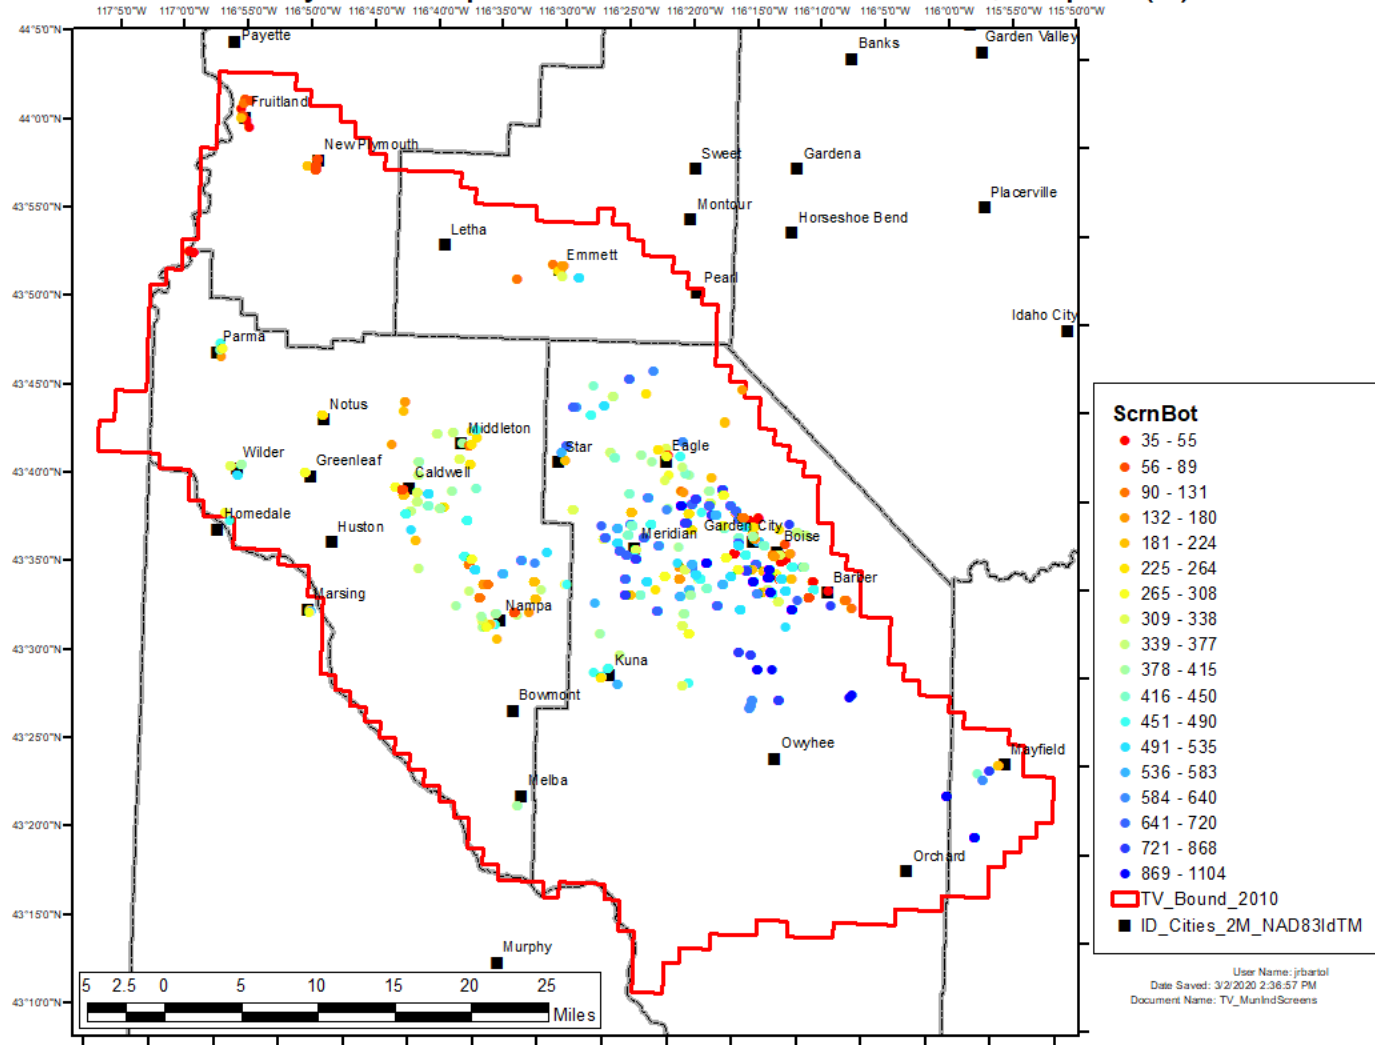 117°5'0"W 117°0'0"W 116°55'0"W 116°50'0"W 116°45'0"W 116°40'0"W 116°35'0"W 116°30'0"W 116°25'0"W 116°20'0"W 116°15'0"W 116°10'0"W 116°5'0"W 116°0'0"W 115°55'0"W 115°50'0"W
44°5'0"N
44°0'0"N
43°55'0"N
43°50'0"N
43°45'0"N
43°40'0"N
43°35'0"N
43°30'0"N
43°25'0"N
43°20'0"N
43°15'0"N
43°10'0"N
Payette
Banks
Garden Valley
Fruitland
New Plymouth
Sweet
Gardena
Placerville
Montour
Horseshoe Bend
Letha
Emmett
Pearl
Idaho City
Parma
Notus
Middleton
Star
Eagle
Wilder
Greenleaf
Caldwell
Homedale
Huston
Meridian
Garden City
Boise
Barber
Marsing
Nampa
Kuna
Bowmont
Owyhee
Mayfield
Melba
Orchard
Murphy
5 2.5 0 5 10 15 20 25
Miles
ScrnBot
35 - 55
56 - 89
90 - 131
132 - 180
181 - 224
225 - 264
265 - 308
309 - 338
339 - 377
378 - 415
416 - 450
451 - 490
491 - 535
536 - 583
584 - 640
641 - 720
721 - 868
869 - 1104
TV_Bound_2010
ID_Cities_2M_NAD83IdTM
User Name: jrbartol
Date Saved: 3/2/2020 2:36:57 PM
Document Name: TV_MunIndScreens